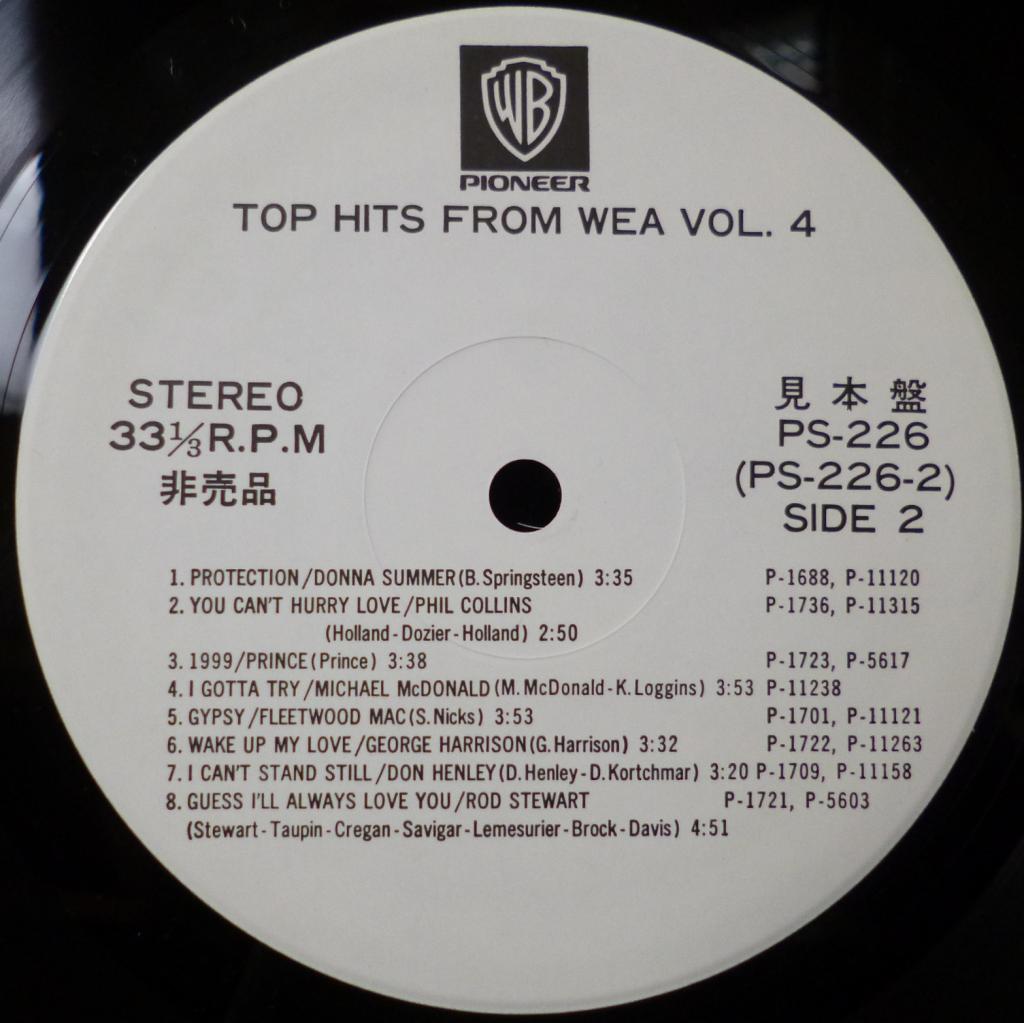 WB
PIONEER
TOP HITS FROM WEA VOL. 4
STEREO
33⅓ R.P.M
非売品
見本盤
PS-226
(PS-226-2)
SIDE 2
1. PROTECTION/DONNA SUMMER(B. Springsteen) 3:35 P-1688, P-11120
2. YOU CAN'T HURRY LOVE/PHIL COLLINS P-1736, P-11315
(Holland-Dozier-Holland) 2:50
3. 1999/PRINCE(Prince) 3:38 P-1723, P-5617
4. I GOTTA TRY/MICHAEL McDONALD(M. McDonald-K. Loggins) 3:53 P-11238
5. GYPSY/FLEETWOOD MAC(S. Nicks) 3:53 P-1701, P-11121
6. WAKE UP MY LOVE/GEORGE HARRISON(G. Harrison) 3:32 P-1722, P-11263
7. I CAN'T STAND STILL/DON HENLEY(D. Henley-D. Kortchmar) 3:20 P-1709, P-11158
8. GUESS I'LL ALWAYS LOVE YOU/ROD STEWART P-1721, P-5603
(Stewart-Taupin-Cregan-Savigar-Lemesurier-Brock-Davis) 4:51